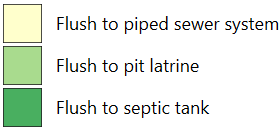 Flush to piped sewer system
Flush to pit latrine
Flush to septic tank